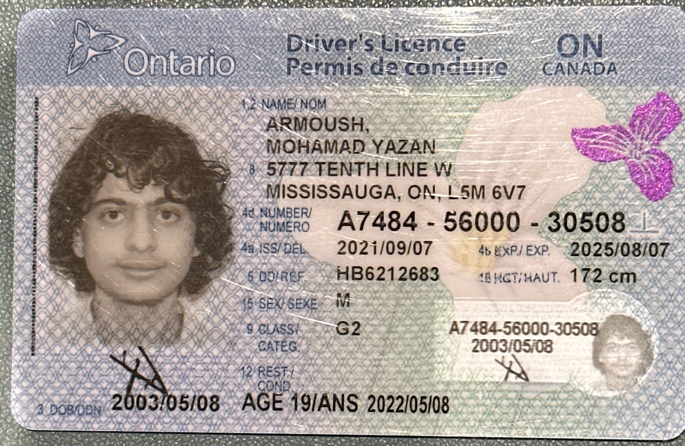 Ontario
Driver's Licence
Permis de conduire
ON
CANADA
1,2 NAME/ NOM
ARMOUSH,
MOHAMAD YAZAN
8 5777 TENTH LINE W
MISSISSAUGA, ON, L5M 6V7
4d NUMBER/ NUMÉRO A7484 - 56000 - 30508
4a ISS/ DÉL. 2021/09/07 4b EXP./ EXP. 2025/08/07
5 DD/REF HB6212683 16 HGT/HAUT. 172 cm
15 SEX/ SEXE M
9 CLASS/ CATÉG. G2
A7484-56000-30508
2003/05/08
12 REST./ COND.
3 DOB/DDN 2003/05/08 AGE 19/ANS 2022/05/08